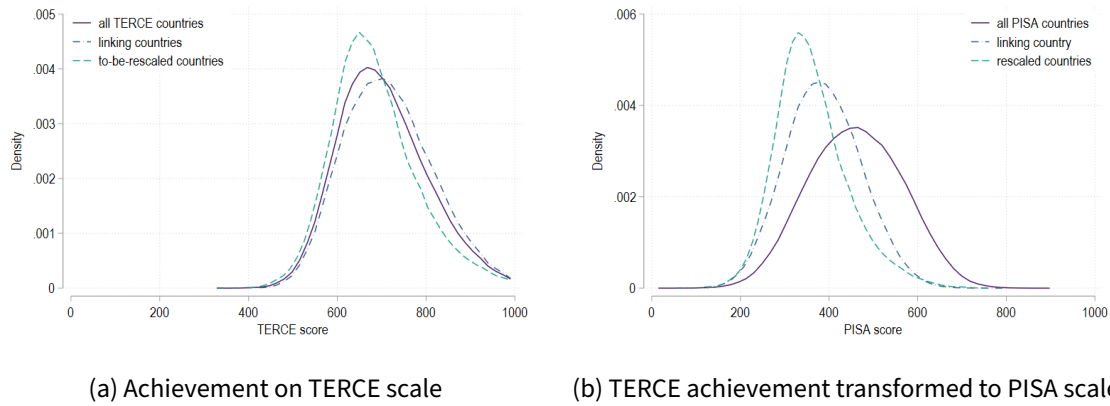 .005
.004
.003
.002
.001
0
Density
all TERCE countries
linking countries
to-be-rescaled countries
0 200 400 600 800 1000
TERCE score
(a) Achievement on TERCE scale
.006
.004
.002
0
Density
all PISA countries
linking country
rescaled countries
0 200 400 600 800 1000
PISA score
(b) TERCE achievement transformed to PISA scale